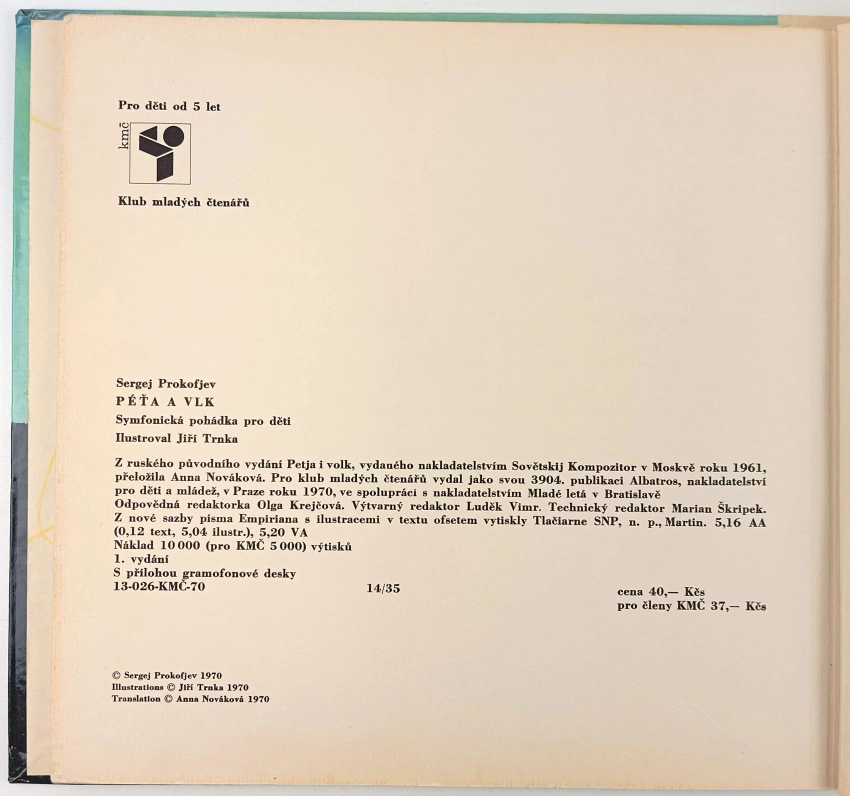 Pro děti od 5 let
kmč
Klub mladých čtenářů
Sergej Prokofjev
PÉŤA A VLK
Symfonická pohádka pro děti
Ilustroval Jiří Trnka
Z ruského původního vydání Petja i volk, vydaného nakladatelstvím Sovětskij Kompozitor v Moskvě roku 1961,
přeložila Anna Nováková. Pro klub mladých čtenářů vydal jako svou 3904. publikaci Albatros, nakladatelství
pro děti a mládež, v Praze roku 1970, ve spolupráci s nakladatelstvím Mladé letá v Bratislavě
Odpovědná redaktorka Olga Krejčová. Výtvarný redaktor Luděk Vimr. Technický redaktor Marian Škripek.
Z nové sazby písma Empiriana s ilustracemi v textu ofsetem vytiskly Tlačiarne SNP, n. p., Martin. 5,16 AA
(0,12 text, 5,04 ilustr.), 5,20 VA
Náklad 10 000 (pro KMČ 5 000) výtisků
1. vydání
S přílohou gramofonové desky
13-026-KMČ-70 14/35 cena 40,— Kčs
pro členy KMČ 37,— Kčs
© Sergej Prokofjev 1970
Illustrations © Jiří Trnka 1970
Translation © Anna Nováková 1970